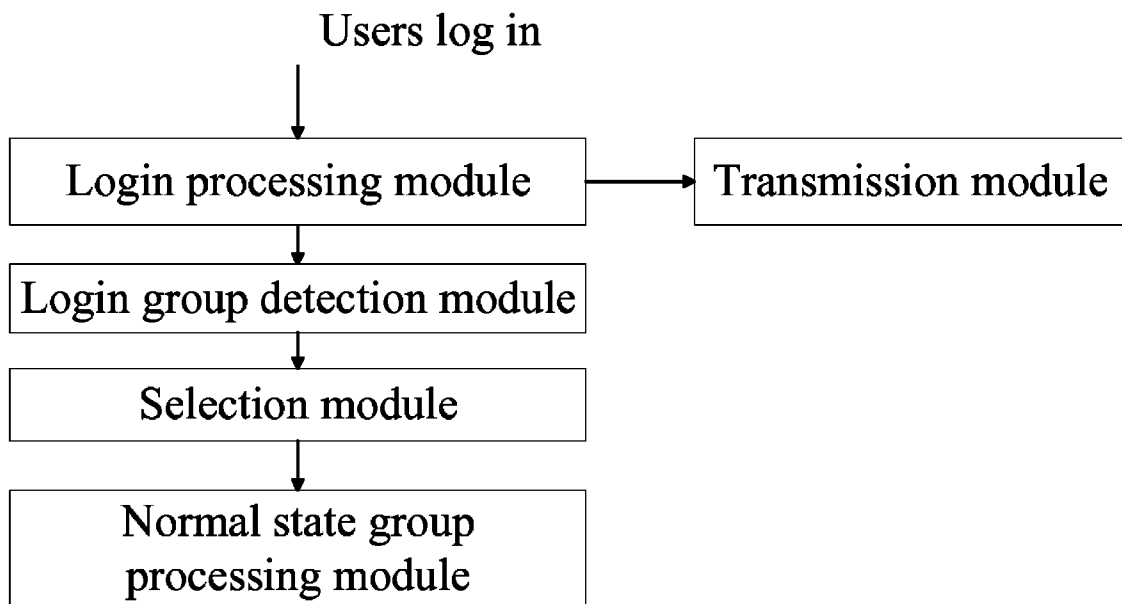 Users log in
Login processing module
Transmission module
Login group detection module
Selection module
Normal state group
processing module